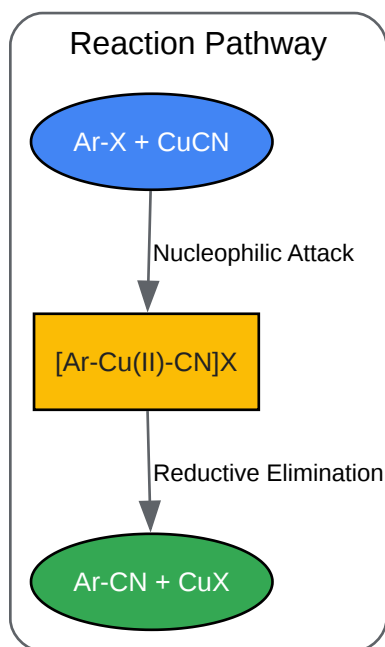 Reaction Pathway
Ar-X + CuCN
Nucleophilic Attack
[Ar-Cu(II)-CN]X
Reductive Elimination
Ar-CN + CuX